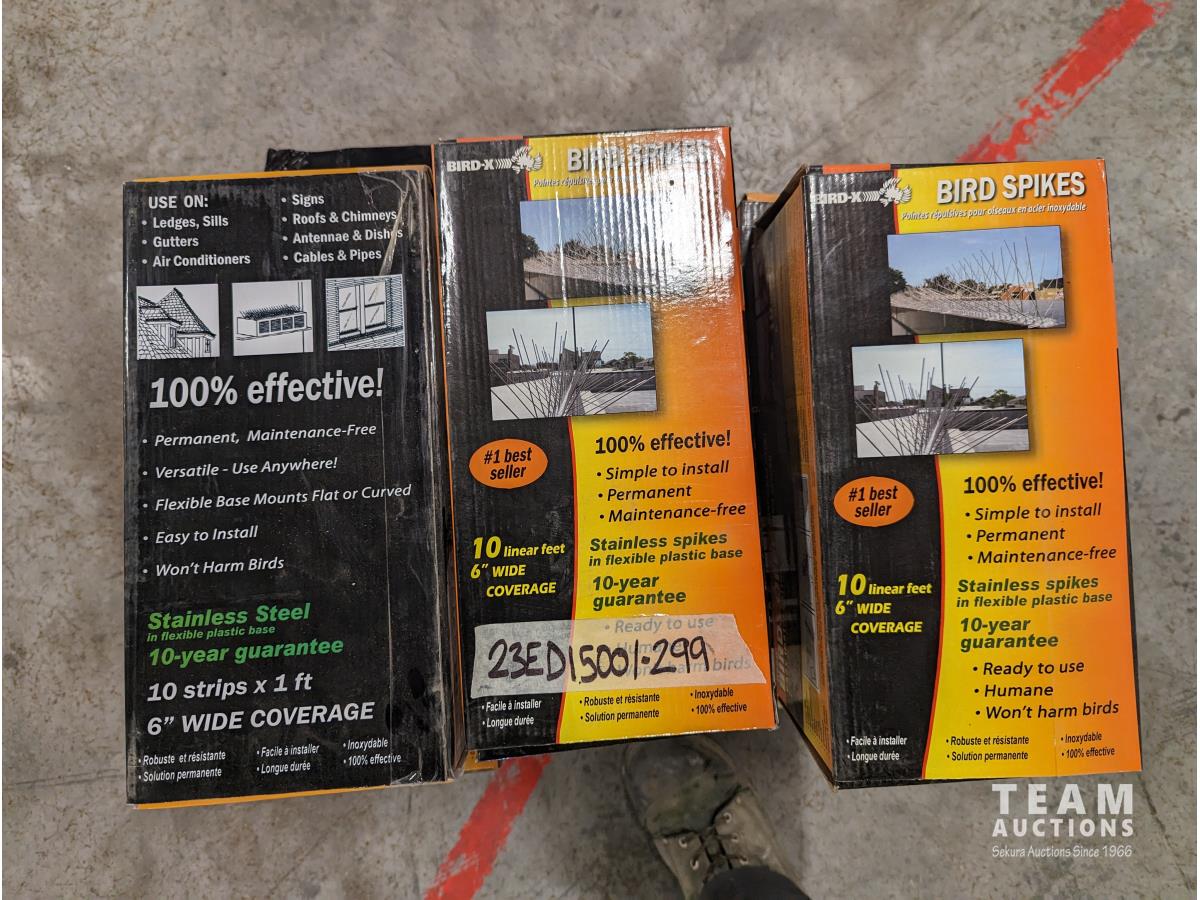 USE ON:
• Ledges, Sills
• Gutters
• Air Conditioners
• Signs
• Roofs & Chimneys
• Antennae & Dishes
• Cables & Pipes
100% effective!
• Permanent, Maintenance-Free
• Versatile - Use Anywhere!
• Flexible Base Mounts Flat or Curved
• Easy to Install
• Won't Harm Birds
Stainless Steel
in flexible plastic base
10-year guarantee
10 strips x 1 ft
6" WIDE COVERAGE
• Robuste et résistante
• Solution permanente
• Facile à installer
• Longue durée
• Inoxydable
• 100% effective
BIRD-X
BIRD SPIKES
Pointes répulsives pour
#1 best
seller
100% effective!
• Simple to install
• Permanent
• Maintenance-free
10 linear feet
6" WIDE
COVERAGE
Stainless spikes
in flexible plastic base
10-year
guarantee
• Ready to use
harm birds
23ED15001-299
• Facile à installer
• Longue durée
• Robuste et résistante
• Solution permanente
• Inoxydable
• 100% effective
BIRD-X
BIRD SPIKES
Pointes répulsives pour oiseaux en acier inoxydable
#1 best
seller
100% effective!
• Simple to install
• Permanent
• Maintenance-free
10 linear feet
6" WIDE
COVERAGE
Stainless spikes
in flexible plastic base
10-year
guarantee
• Ready to use
• Humane
• Won't harm birds
• Facile à installer
• Longue durée
• Robuste et résistante
• Solution permanente
• Inoxydable
• 100% effective
TEAM
AUCTIONS
Sekura Auctions Since 1966